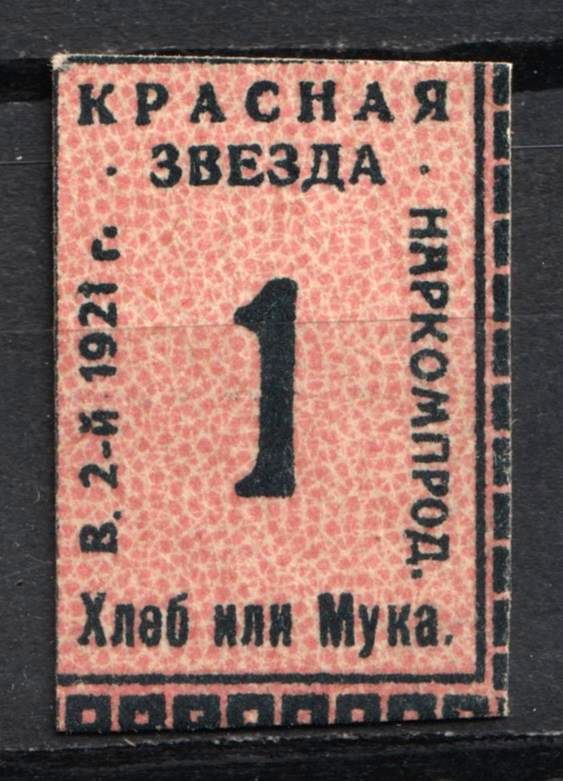 КРАСНАЯ
· ЗВЕЗДА ·
В. 2-й 1921 г.
1
НАРКОМПРОД.
Хлеб или Мука.